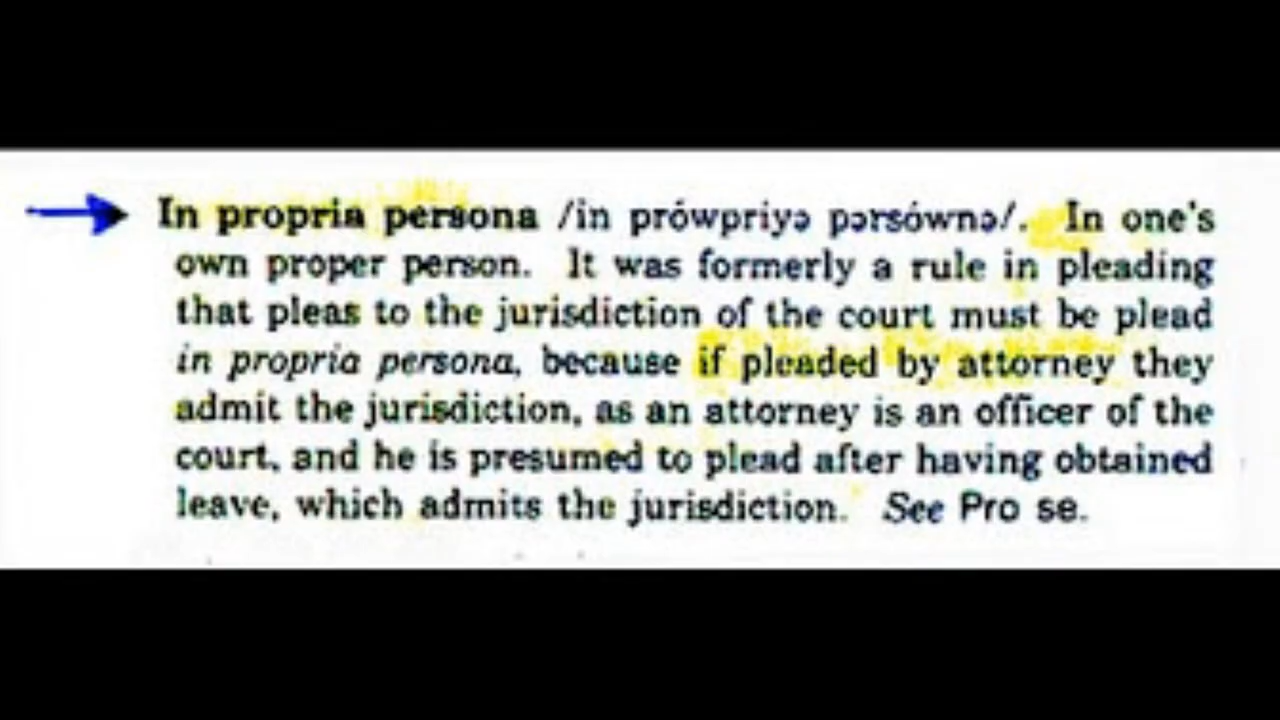 In propria persona /in prówpriyə pərsównə/. In one's
own proper person. It was formerly a rule in pleading
that pleas to the jurisdiction of the court must be plead
in propria persona, because if pleaded by attorney they
admit the jurisdiction, as an attorney is an officer of the
court, and he is presumed to plead after having obtained
leave, which admits the jurisdiction. See Pro se.